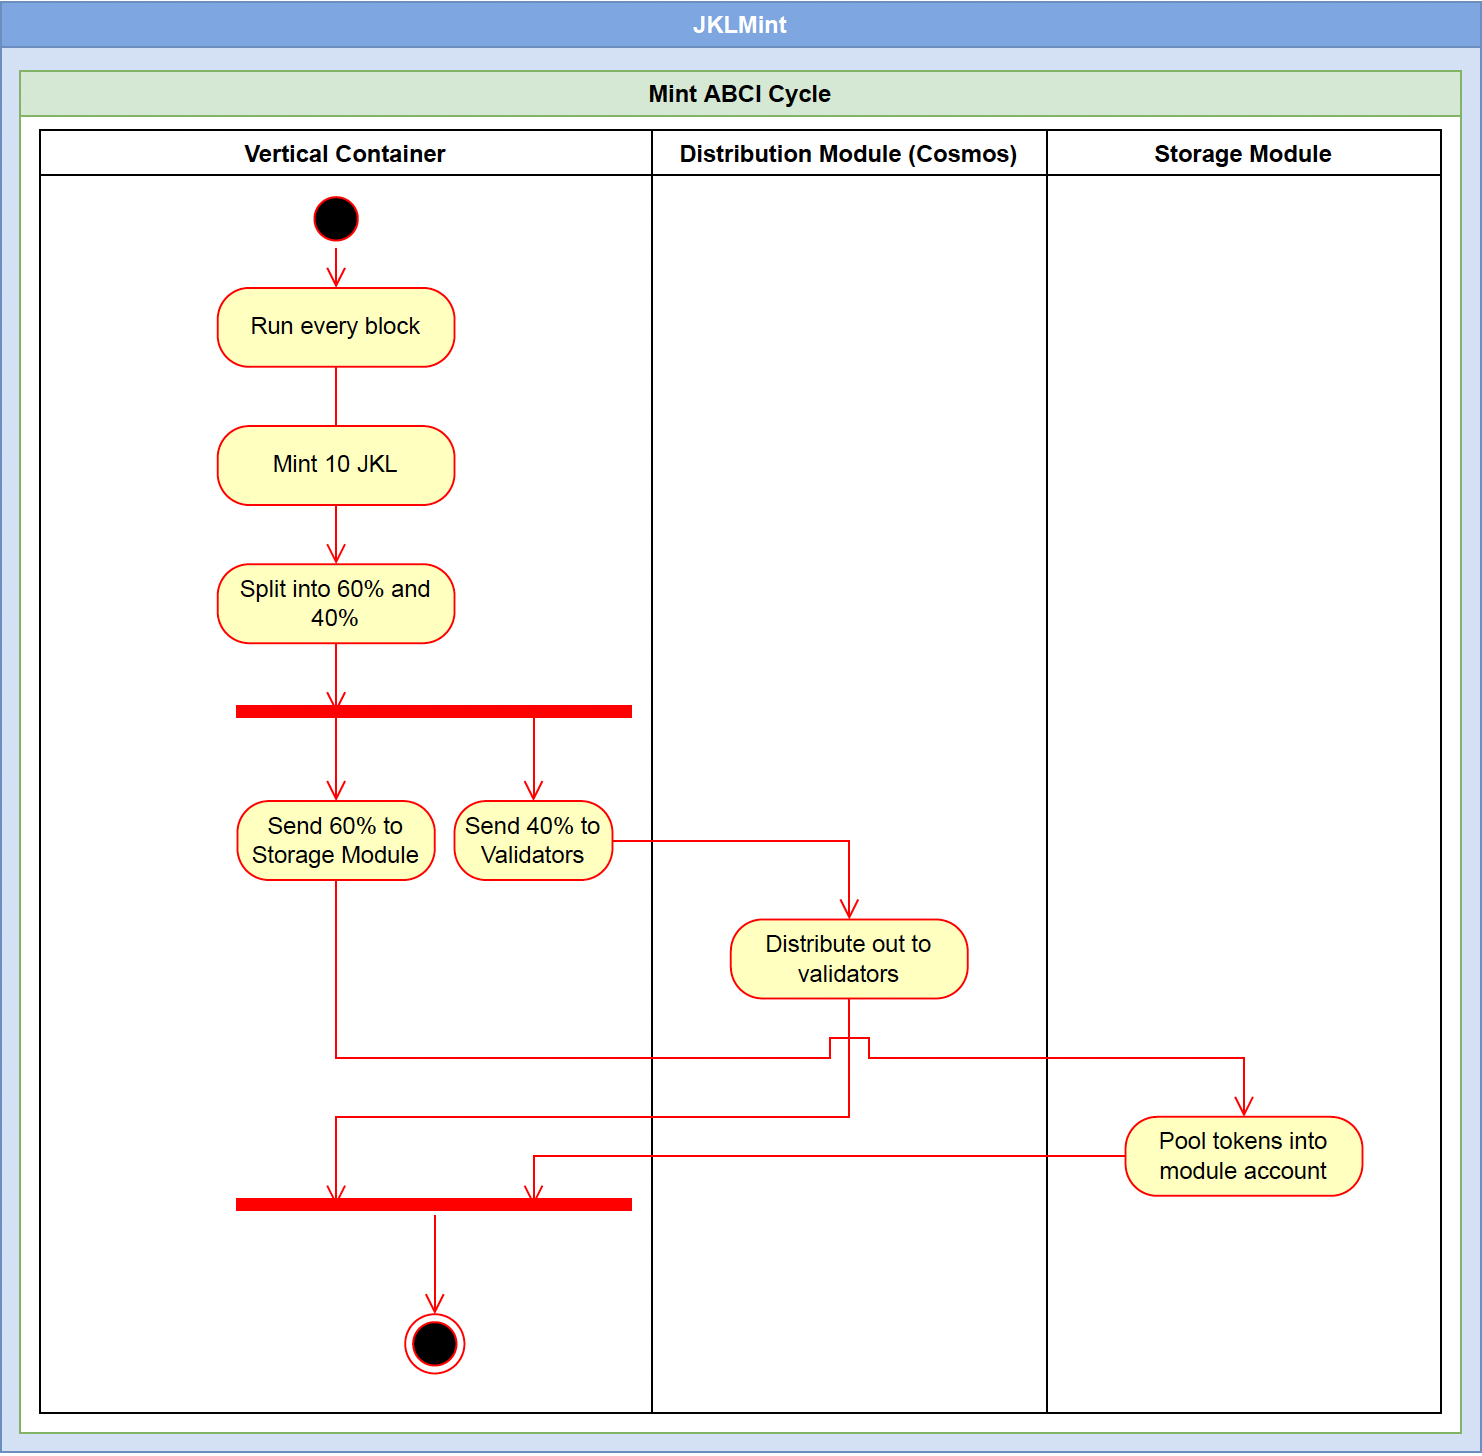 JKLMint
Mint ABCI Cycle
Vertical Container
Distribution Module (Cosmos)
Storage Module
Run every block
Mint 10 JKL
Split into 60% and
40%
Send 60% to
Storage Module
Send 40% to
Validators
Distribute out to
validators
Pool tokens into
module account